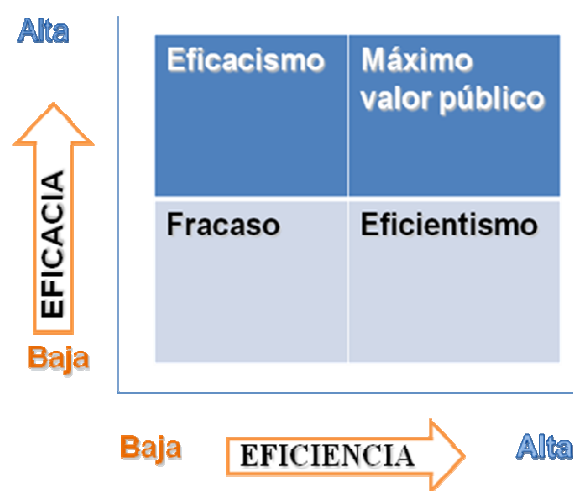 Alta
Eficacismo
Máximo
valor público
EFICACIA
Fracaso
Eficientismo
Baja
Baja
EFICIENCIA
Alta